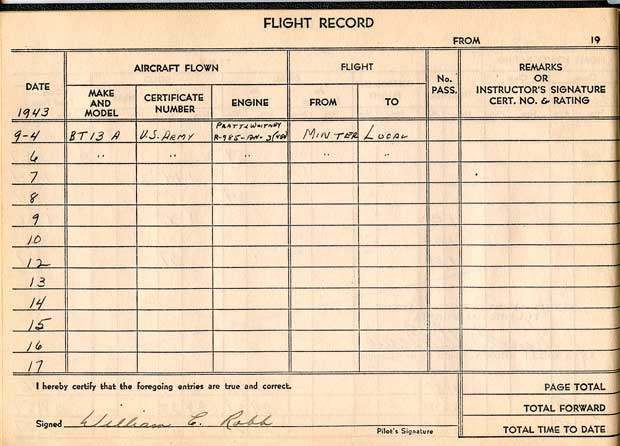 FLIGHT RECORD
FROM 19
DATE
1943
AIRCRAFT FLOWN
FLIGHT
No. PASS.
REMARKS
OR
INSTRUCTOR'S SIGNATURE
CERT. NO. & RATING
MAKE AND MODEL
CERTIFICATE NUMBER
ENGINE
FROM
TO
9-4 BT13A U.S. ARMY PRATT & WHITNEY R-985-AN- MINTER LOCAL
6 " " " " "
7
8
9
10
12
13
14
15
16
17
I hereby certify that the foregoing entries are true and correct.
PAGE TOTAL
TOTAL FORWARD
Signed William C. Robb
Pilot's Signature
TOTAL TIME TO DATE